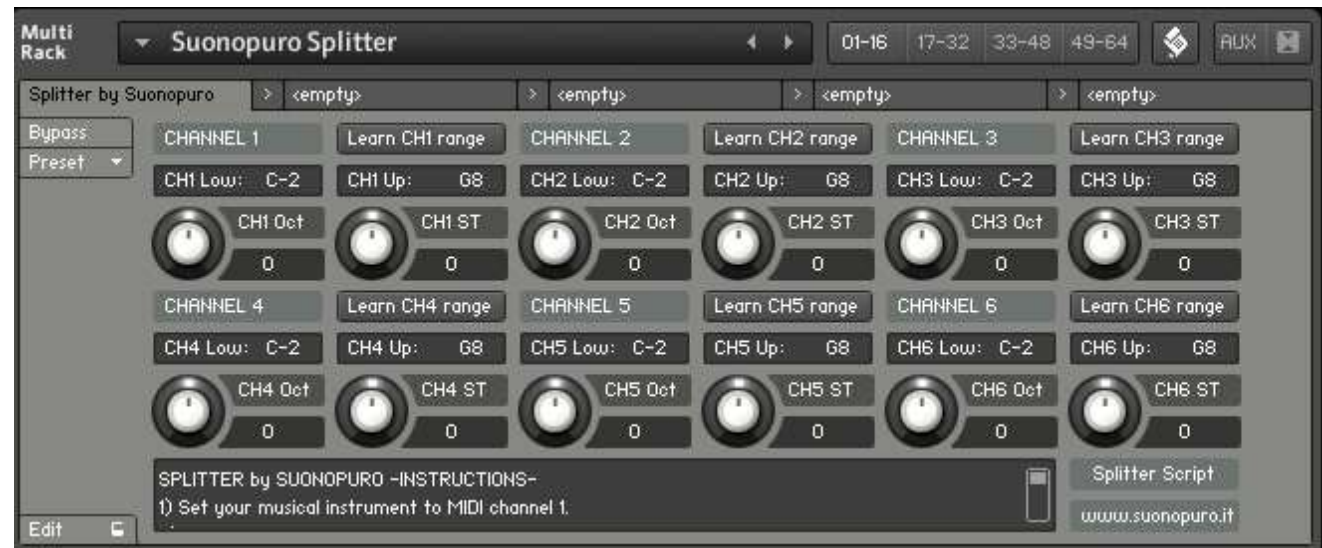 Multi Rack
Suonopuro Splitter
01-16 17-32 33-48 49-64 AUX
Splitter by Suonopuro > <empty> > <empty> > <empty> > <empty>
Bypass
Preset
CHANNEL 1 Learn CH1 range CHANNEL 2 Learn CH2 range CHANNEL 3 Learn CH3 range
CH1 Low: C-2 CH1 Up: G8 CH2 Low: C-2 CH2 Up: G8 CH3 Low: C-2 CH3 Up: G8
CH1 Oct CH1 ST CH2 Oct CH2 ST CH3 Oct CH3 ST
0 0 0 0 0 0
CHANNEL 4 Learn CH4 range CHANNEL 5 Learn CH5 range CHANNEL 6 Learn CH6 range
CH4 Low: C-2 CH4 Up: G8 CH5 Low: C-2 CH5 Up: G8 CH6 Low: C-2 CH6 Up: G8
CH4 Oct CH4 ST CH5 Oct CH5 ST CH6 Oct CH6 ST
0 0 0 0 0 0
SPLITTER by SUONOPURO -INSTRUCTIONS-
1) Set your musical instrument to MIDI channel 1.
Splitter Script
www.suonopuro.it
Edit